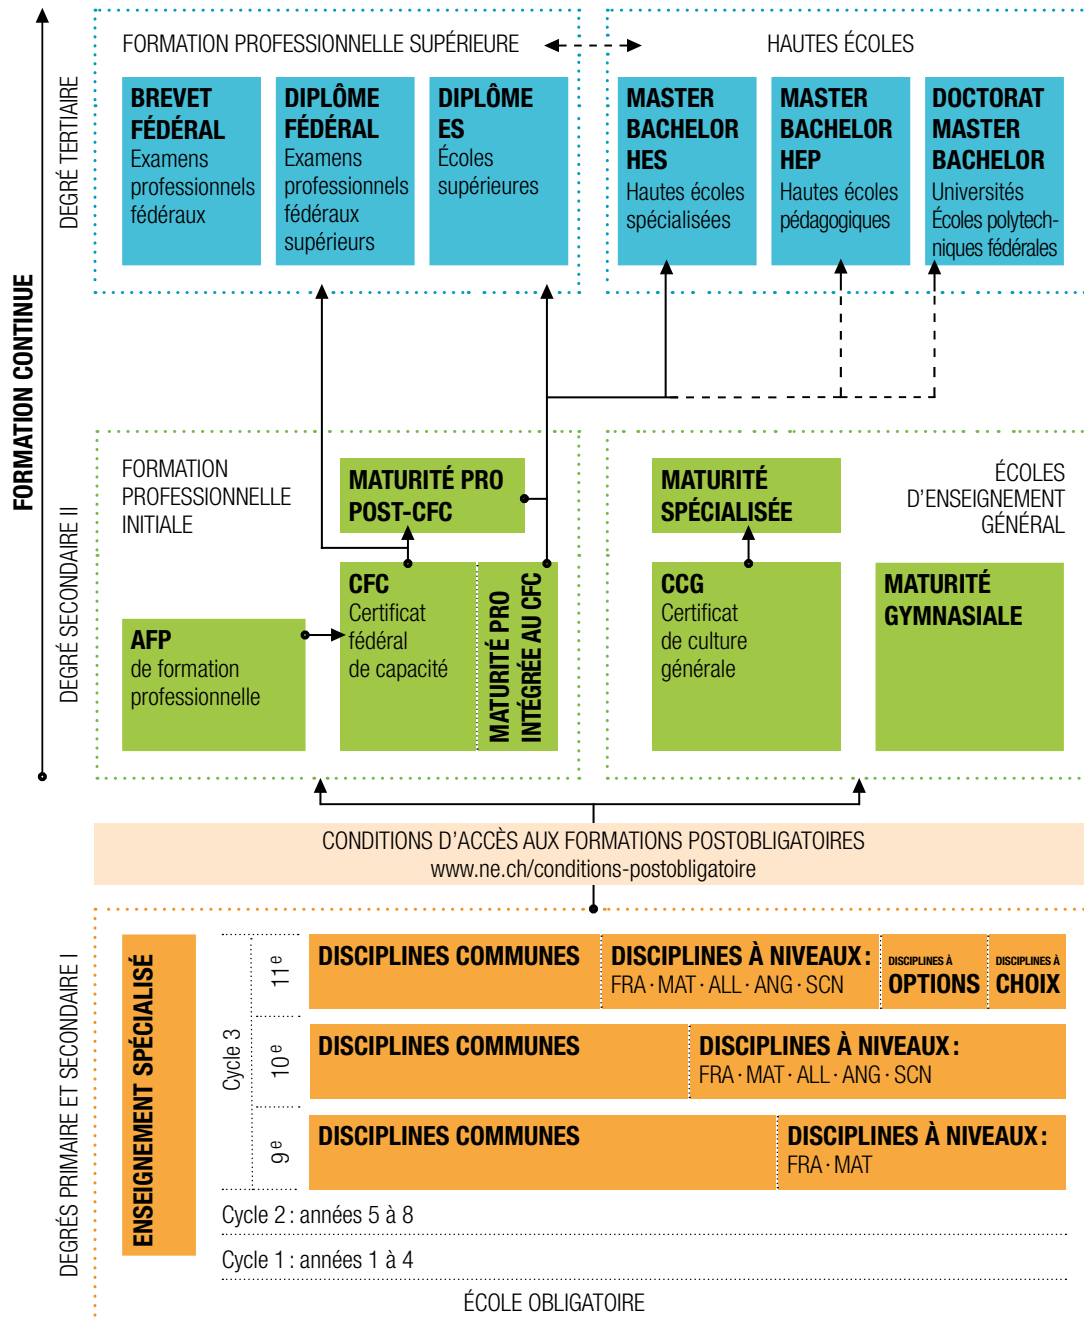 FORMATION CONTINUE
DEGRÉ TERTIAIRE
FORMATION PROFESSIONNELLE SUPÉRIEURE
BREVET
FÉDÉRAL
Examens
professionnels
fédéraux
DIPLÔME
FÉDÉRAL
Examens
professionnels
fédéraux
supérieurs
DIPLÔME
ES
Écoles
supérieures
HAUTES ÉCOLES
MASTER
BACHELOR
HES
Hautes écoles
spécialisées
MASTER
BACHELOR
HEP
Hautes écoles
pédagogiques
DOCTORAT
MASTER
BACHELOR
Universités
Écoles polytech-
niques fédérales
DEGRÉ SECONDAIRE II
FORMATION
PROFESSIONNELLE
INITIALE
MATURITÉ PRO
POST-CFC
AFP
de formation
professionnelle
CFC
Certificat
fédéral
de capacité
MATURITÉ PRO
INTÉGRÉE AU CFC
MATURITÉ
SPÉCIALISÉE
ÉCOLES
D'ENSEIGNEMENT
GÉNÉRAL
CCG
Certificat
de culture
générale
MATURITÉ
GYMNASIALE
CONDITIONS D'ACCÈS AUX FORMATIONS POSTOBLIGATOIRES
www.ne.ch/conditions-postobligatoire
DEGRÉS PRIMAIRE ET SECONDAIRE I
ENSEIGNEMENT SPÉCIALISÉ
Cycle 3
11e
DISCIPLINES COMMUNES
DISCIPLINES À NIVEAUX :
FRA · MAT · ALL · ANG · SCN
DISCIPLINES À
OPTIONS
DISCIPLINES À
CHOIX
10e
DISCIPLINES COMMUNES
DISCIPLINES À NIVEAUX :
FRA · MAT · ALL · ANG · SCN
9e
DISCIPLINES COMMUNES
DISCIPLINES À NIVEAUX :
FRA · MAT
Cycle 2 : années 5 à 8
Cycle 1 : années 1 à 4
ÉCOLE OBLIGATOIRE